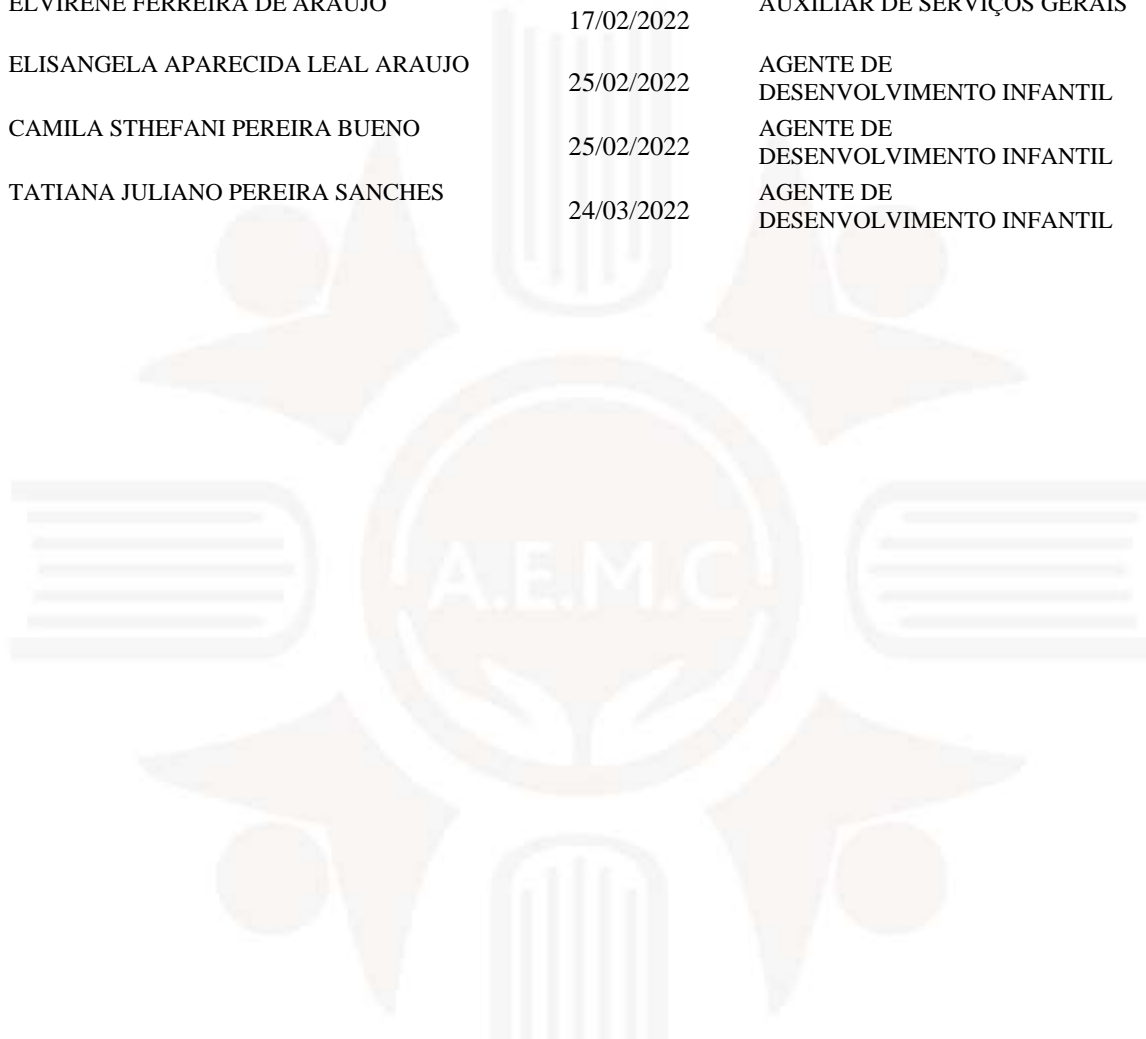 ELVIRENE FERREIRA DE ARAUJO 17/02/2022 AUXILIAR DE SERVIÇOS GERAIS
ELISANGELA APARECIDA LEAL ARAUJO 25/02/2022 AGENTE DE
DESENVOLVIMENTO INFANTIL
CAMILA STHEFANI PEREIRA BUENO 25/02/2022 AGENTE DE
DESENVOLVIMENTO INFANTIL
TATIANA JULIANO PEREIRA SANCHES 24/03/2022 AGENTE DE
DESENVOLVIMENTO INFANTIL
A.E.M.C